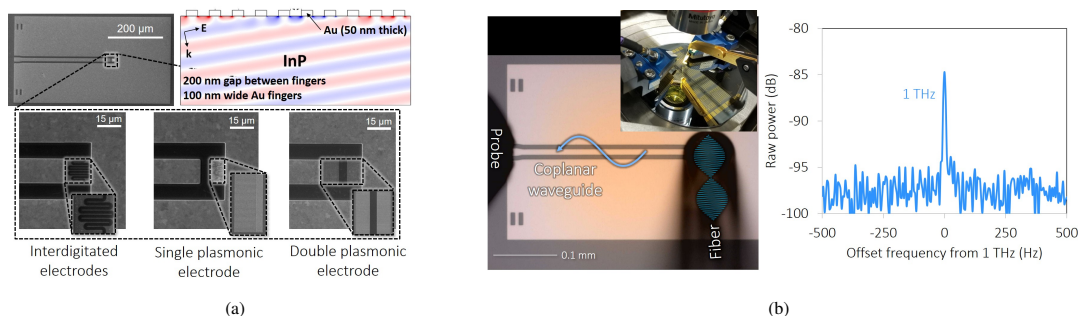 200 µm
E
k
Au (50 nm thick)
InP
200 nm gap between fingers
100 nm wide Au fingers
15 µm
15 µm
15 µm
Interdigitated
electrodes
Single plasmonic
electrode
Double plasmonic
electrode
(a)
Probe
Coplanar
waveguide
Fiber
0.1 mm
Raw power (dB)
-80
-85
-90
-95
-100
1 THz
-500
-250
0
250
500
Offset frequency from 1 THz (Hz)
(b)